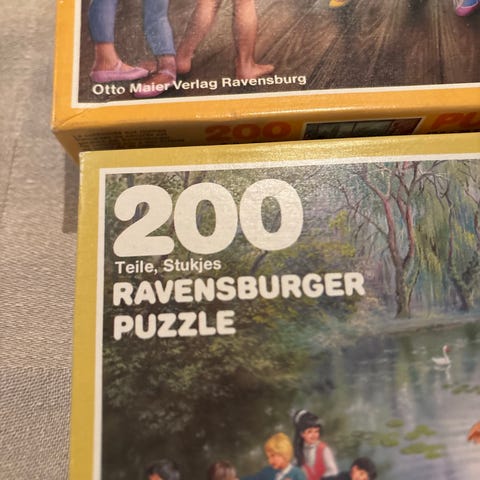 Otto Maier Verlag Ravensburg
200
200
Teile, Stukjes
RAVENSBURGER
PUZZLE